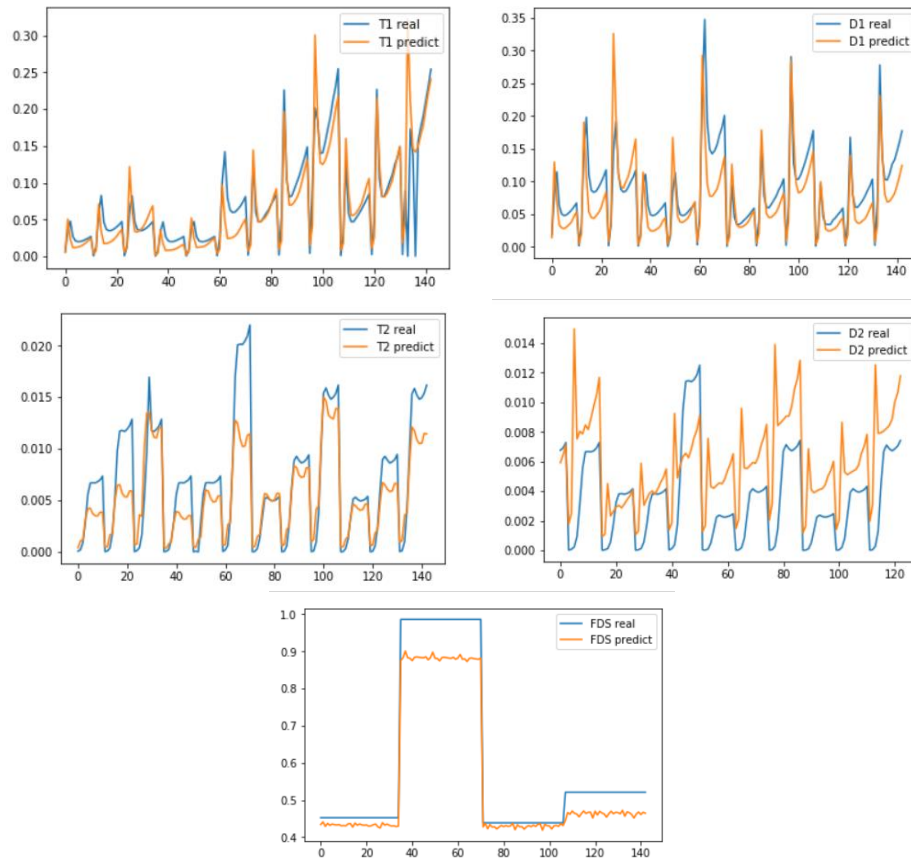 T1 real
T1 predict
0.30
0.25
0.20
0.15
0.10
0.05
0.00
0 20 40 60 80 100 120 140
D1 real
D1 predict
0.35
0.30
0.25
0.20
0.15
0.10
0.05
0.00
0 20 40 60 80 100 120 140
T2 real
T2 predict
0.020
0.015
0.010
0.005
0.000
0 20 40 60 80 100 120 140
D2 real
D2 predict
0.014
0.012
0.010
0.008
0.006
0.004
0.002
0.000
0 20 40 60 80 100 120
FDS real
FDS predict
1.0
0.9
0.8
0.7
0.6
0.5
0.4
0 20 40 60 80 100 120 140